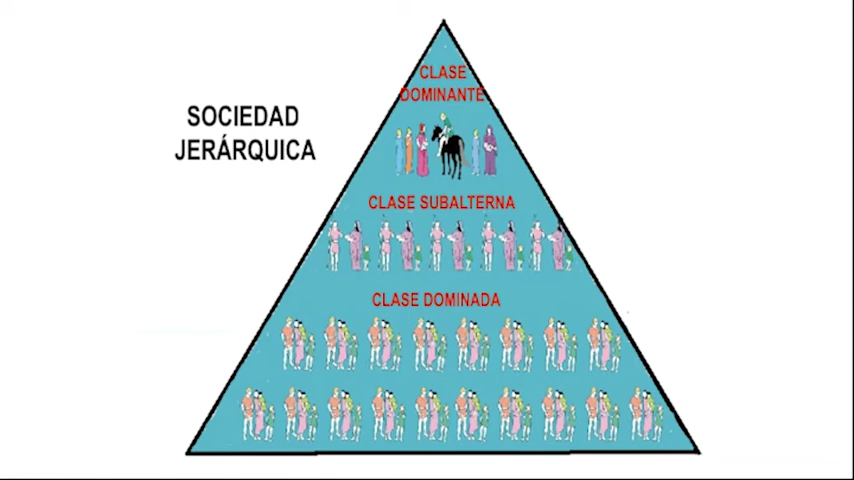 SOCIEDAD
JERÁRQUICA
CLASE
DOMINANTE
CLASE SUBALTERNA
CLASE DOMINADA